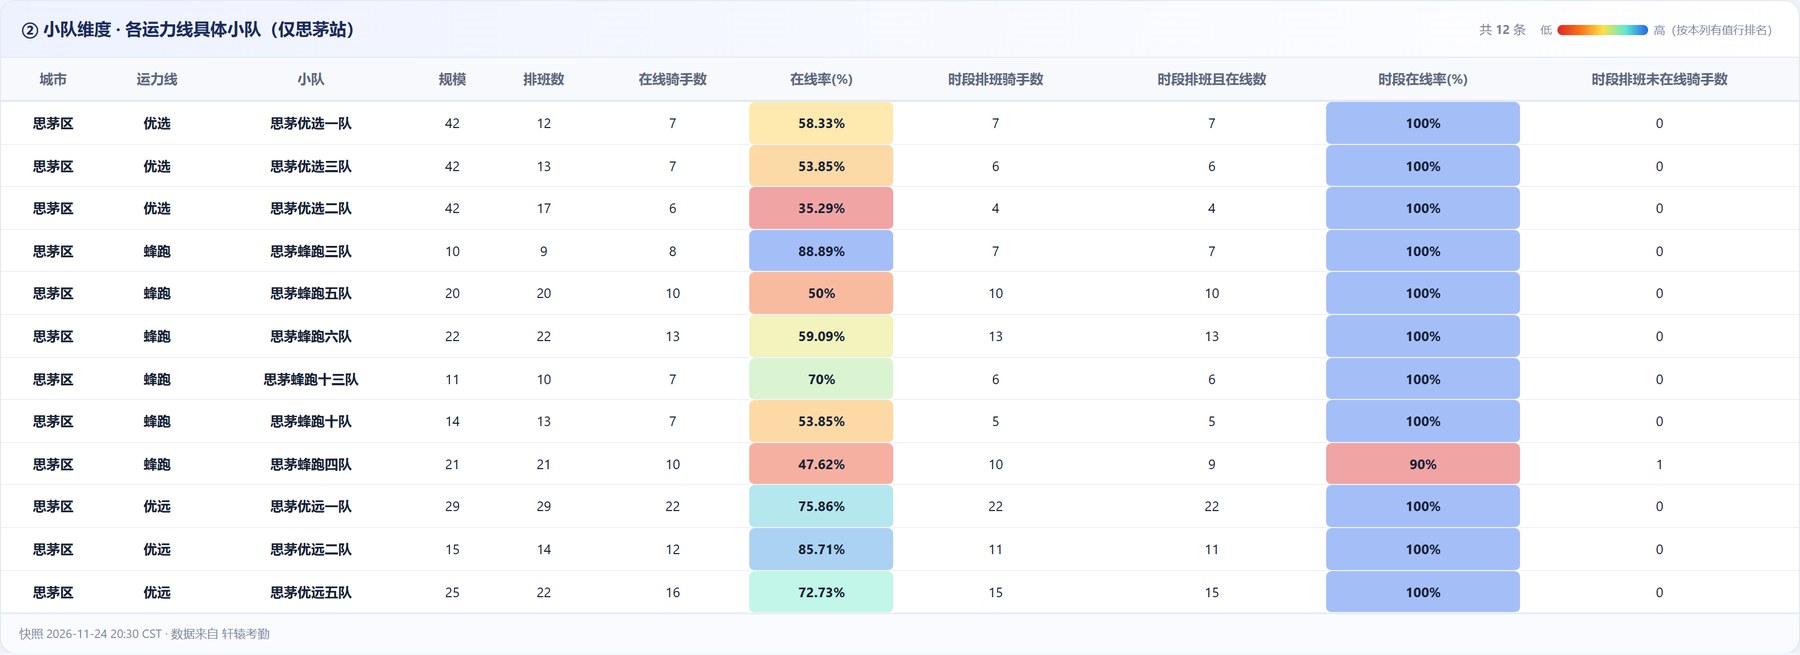 ② 小队维度 · 各运力线具体小队（仅思茅站） 共 12 条 低 高 (按本列有值行排名)
城市 运力线 小队 规模 排班数 在线骑手数 在线率(%) 时段排班骑手数 时段排班且在线数 时段在线率(%) 时段排班未在线骑手数
思茅区 优选 思茅优选一队 42 12 7 58.33% 7 7 100% 0
思茅区 优选 思茅优选三队 42 13 7 53.85% 6 6 100% 0
思茅区 优选 思茅优选二队 42 17 6 35.29% 4 4 100% 0
思茅区 蜂跑 思茅蜂跑三队 10 9 8 88.89% 7 7 100% 0
思茅区 蜂跑 思茅蜂跑五队 20 20 10 50% 10 10 100% 0
思茅区 蜂跑 思茅蜂跑六队 22 22 13 59.09% 13 13 100% 0
思茅区 蜂跑 思茅蜂跑十三队 11 10 7 70% 6 6 100% 0
思茅区 蜂跑 思茅蜂跑十队 14 13 7 53.85% 5 5 100% 0
思茅区 蜂跑 思茅蜂跑四队 21 21 10 47.62% 10 9 90% 1
思茅区 优远 思茅优远一队 29 29 22 75.86% 22 22 100% 0
思茅区 优远 思茅优远二队 15 14 12 85.71% 11 11 100% 0
思茅区 优远 思茅优远五队 25 22 16 72.73% 15 15 100% 0
快照 2026-11-24 20:30 CST · 数据来自 轩辕考勤